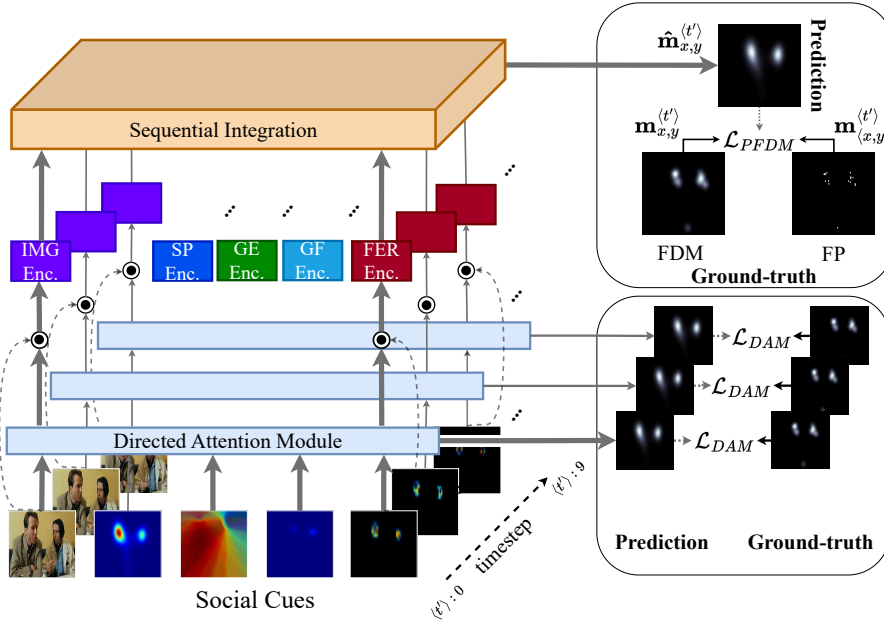 m̂⟨t′⟩x,y
Prediction
Sequential Integration
m⟨t′⟩x,y
ℒPFDM
m⟨t′⟩⟨x,y
IMG
Enc.
SP
Enc.
GE
Enc.
GF
Enc.
FER
Enc.
FDM
FP
Ground-truth
ℒDAM
ℒDAM
Directed Attention Module
ℒDAM
⟨t′⟩ : 9
timestep
⟨t′⟩ : 0
Prediction
Ground-truth
Social Cues